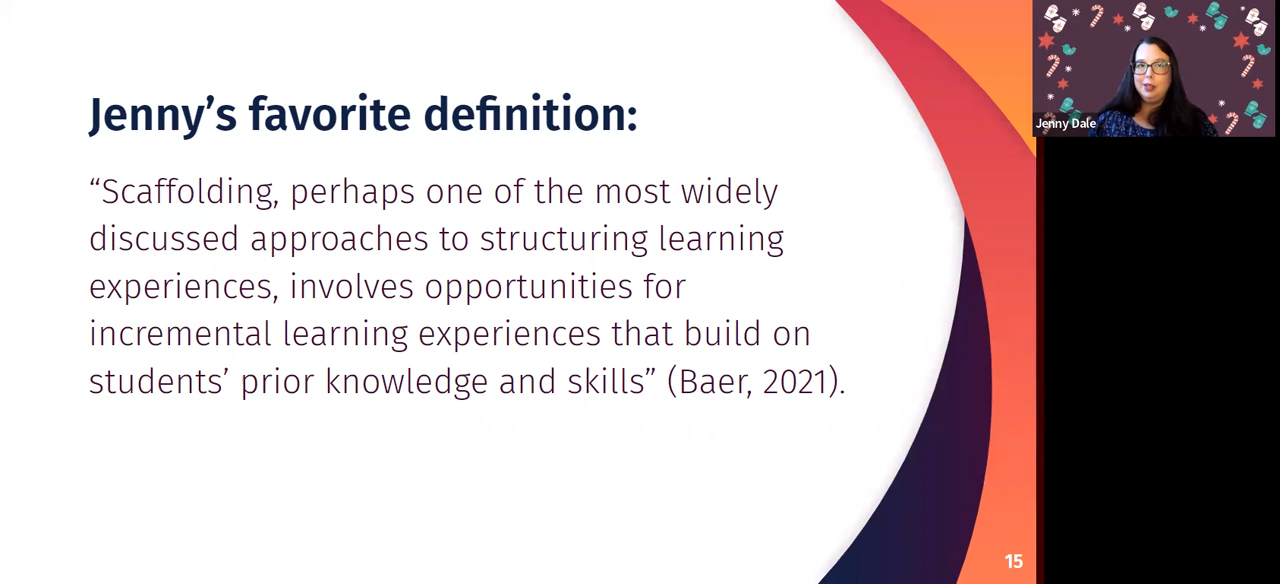 Jenny’s favorite definition:
“Scaffolding, perhaps one of the most widely
discussed approaches to structuring learning
experiences, involves opportunities for
incremental learning experiences that build on
students’ prior knowledge and skills” (Baer, 2021).
Jenny Dale
15